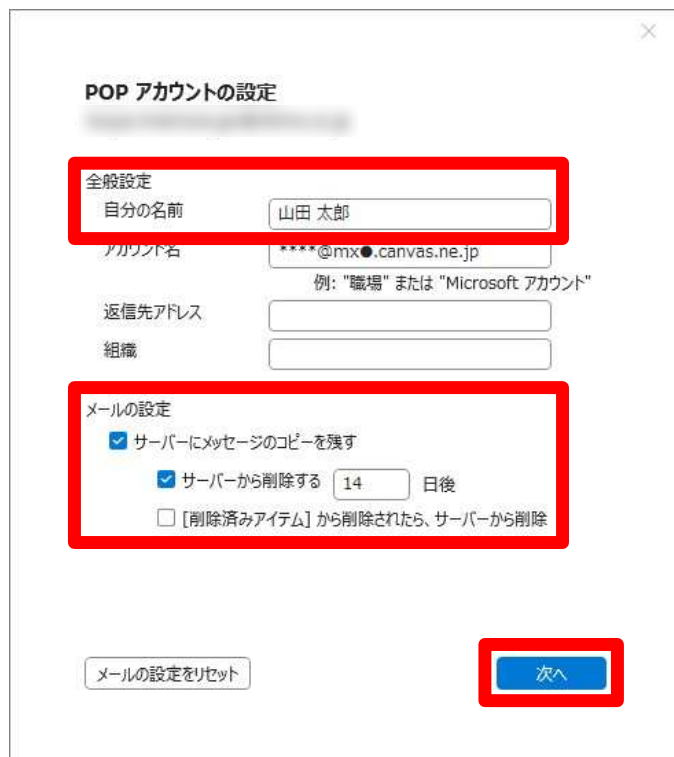 POP アカウントの設定
全般設定
自分の名前 山田 太郎
アカウント名 ****@mx●.canvas.ne.jp
例: "職場" または "Microsoft アカウント"
返信先アドレス
組織
メールの設定
サーバーにメッセージのコピーを残す
サーバーから削除する 14 日後
[削除済みアイテム] から削除されたら、サーバーから削除
メールの設定をリセット 次へ